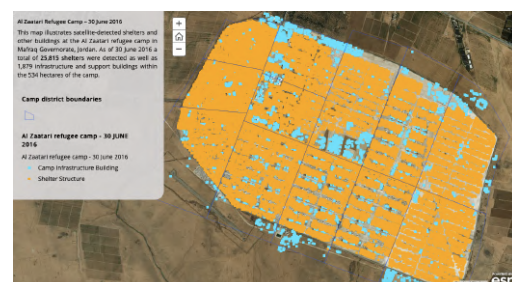 Al Zaatari Refugee Camp – 30 June 2016
This map illustrates satellite-detected shelters and
other buildings at the Al Zaatari refugee camp in
Mafraq Governorate, Jordan. As of 30 June 2016 a
total of 25,815 shelters were detected as well as
1,879 infrastructure and support buildings within
the 534 hectares of the camp.
Camp district boundaries
Al Zaatari refugee camp - 30 JUNE
2016
Al Zaatari refugee camp - 30 June 2016
Camp Infrastructure Building
Shelter Structure
+
−
esri